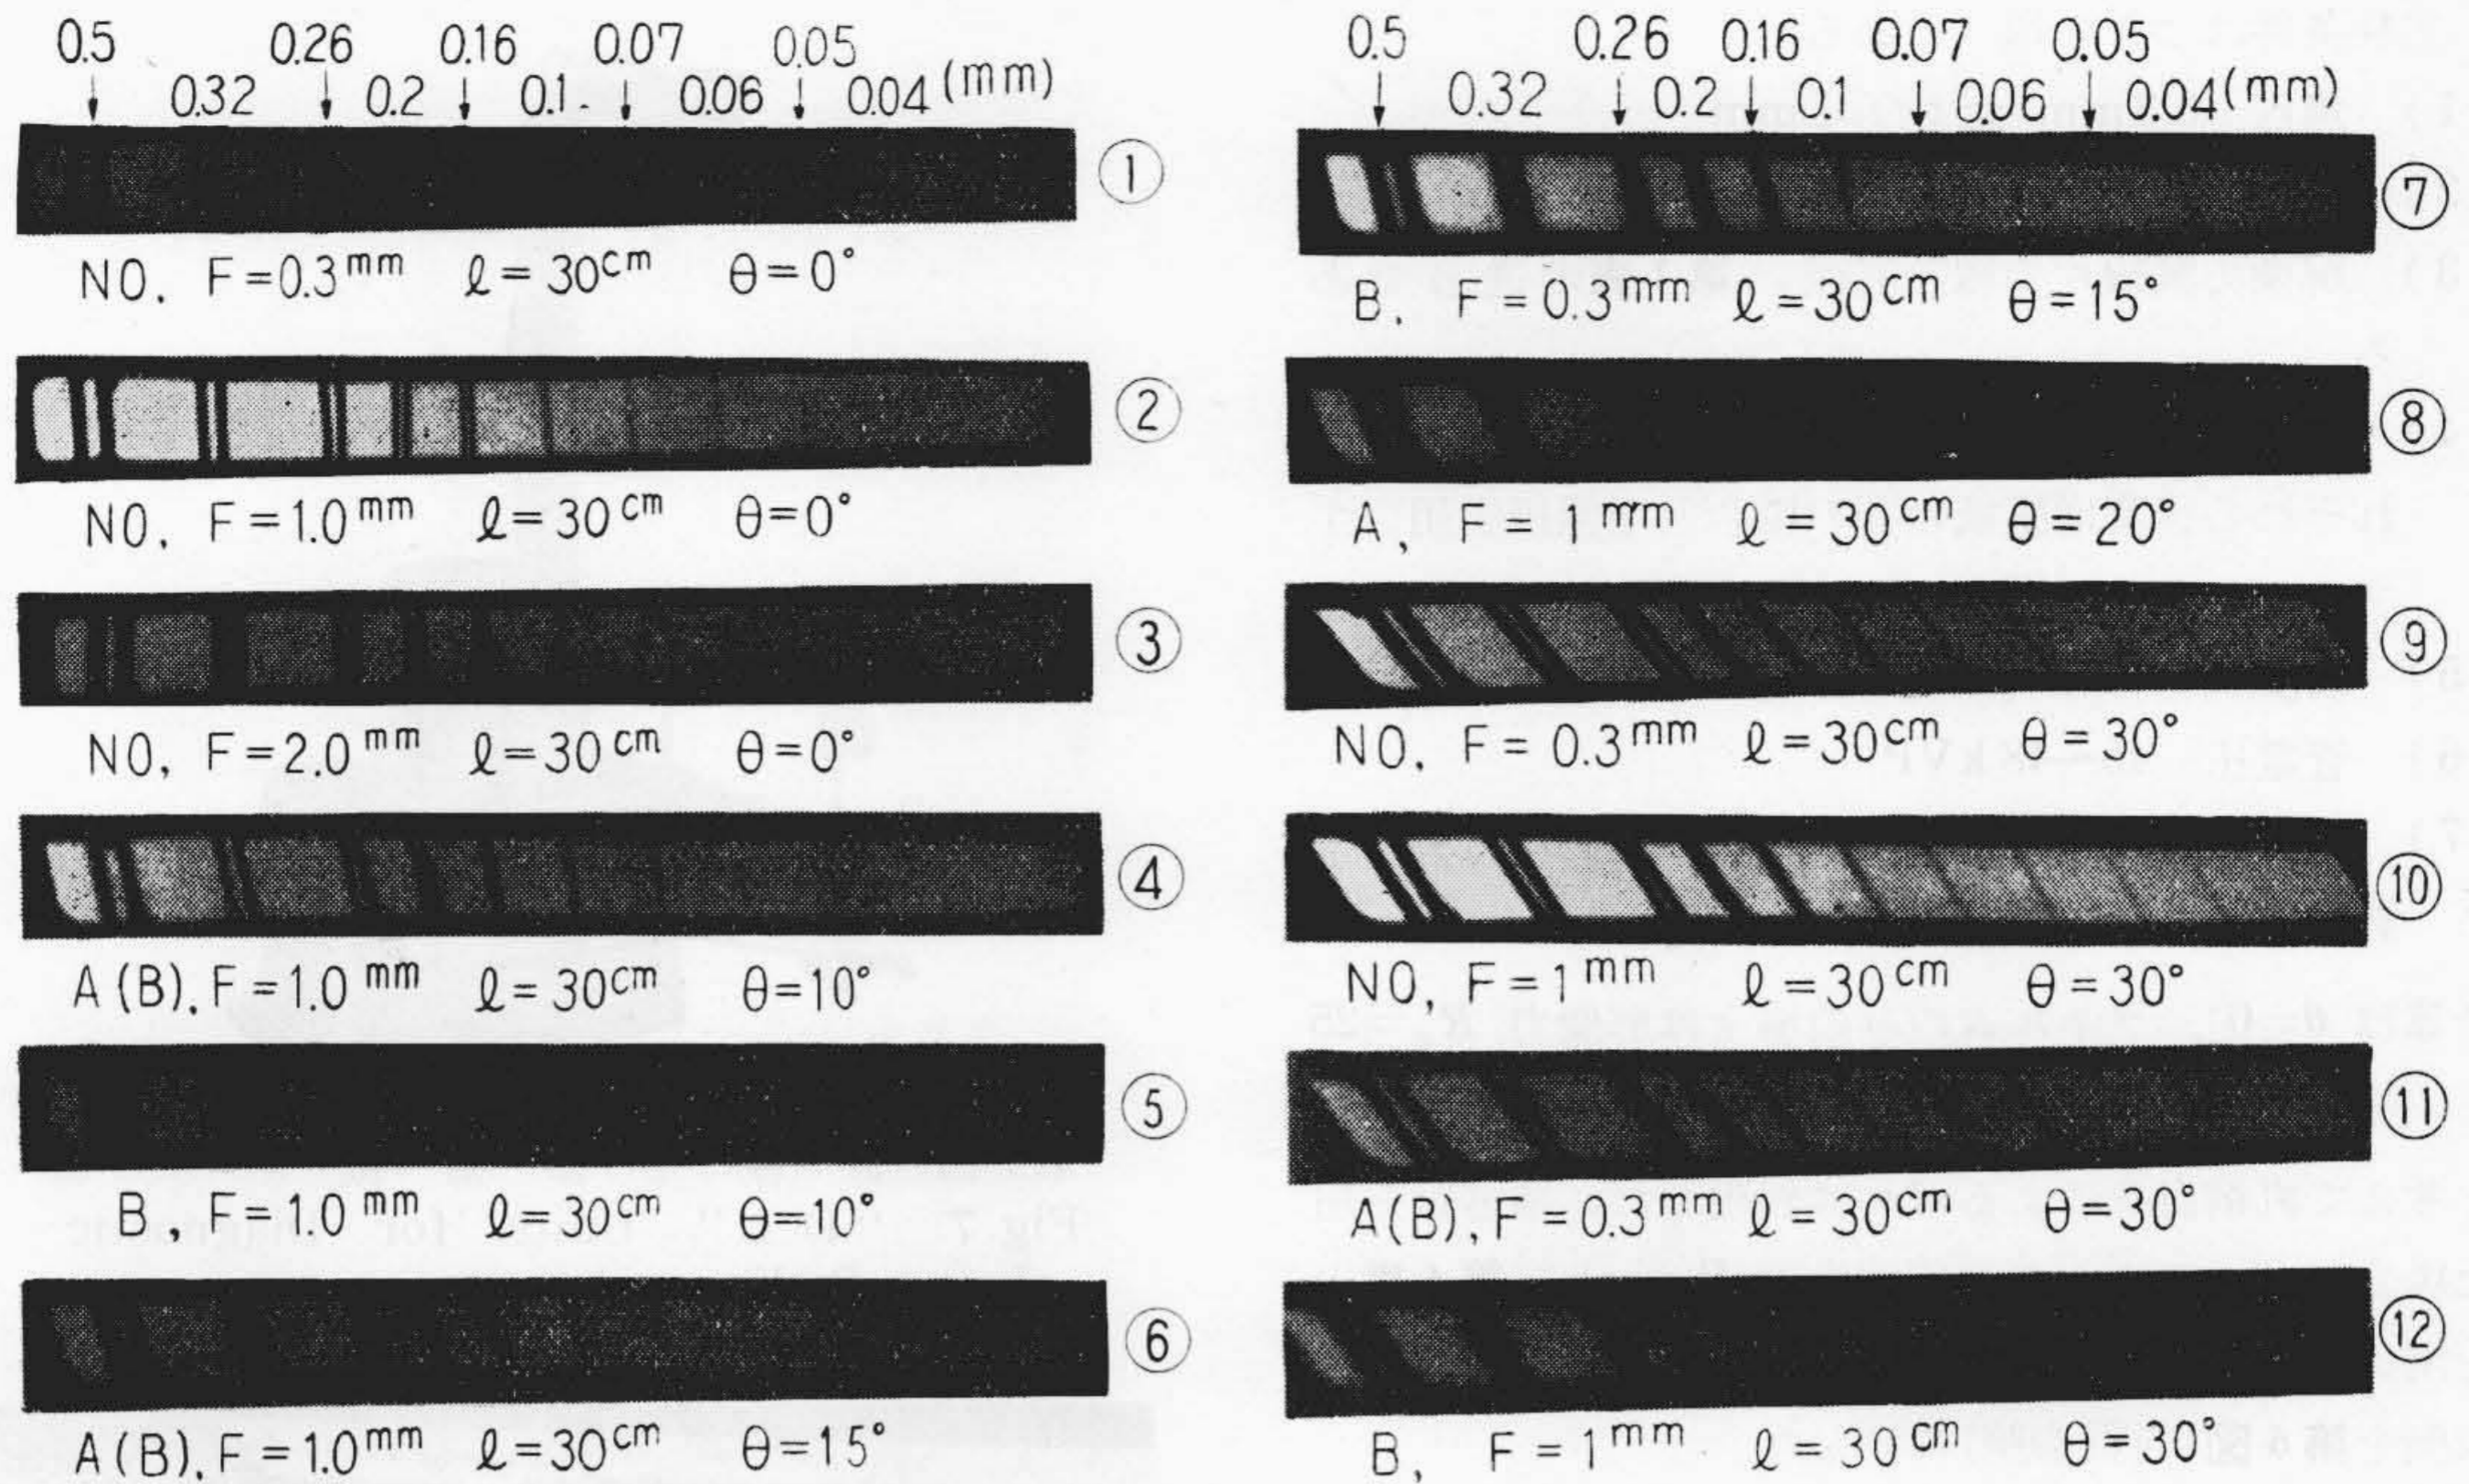 0.5 0.26 0.16 0.07 0.05
0.32 0.2 0.1 0.06 0.04 (mm)
①
NO. F=0.3mm ℓ=30cm θ=0°
②
NO, F=1.0mm ℓ=30cm θ=0°
③
NO, F=2.0mm ℓ=30cm θ=0°
④
A(B), F=1.0mm ℓ=30cm θ=10°
⑤
B, F=1.0mm ℓ=30cm θ=10°
⑥
A(B), F=1.0mm ℓ=30cm θ=15°
0.5 0.26 0.16 0.07 0.05
0.32 0.2 0.1 0.06 0.04 (mm)
⑦
B. F=0.3mm ℓ=30cm θ=15°
⑧
A, F=1mm ℓ=30cm θ=20°
⑨
NO, F=0.3mm ℓ=30cm θ=30°
⑩
NO, F=1mm ℓ=30cm θ=30°
⑪
A(B), F=0.3mm ℓ=30cm θ=30°
⑫
B, F=1mm ℓ=30cm θ=30°